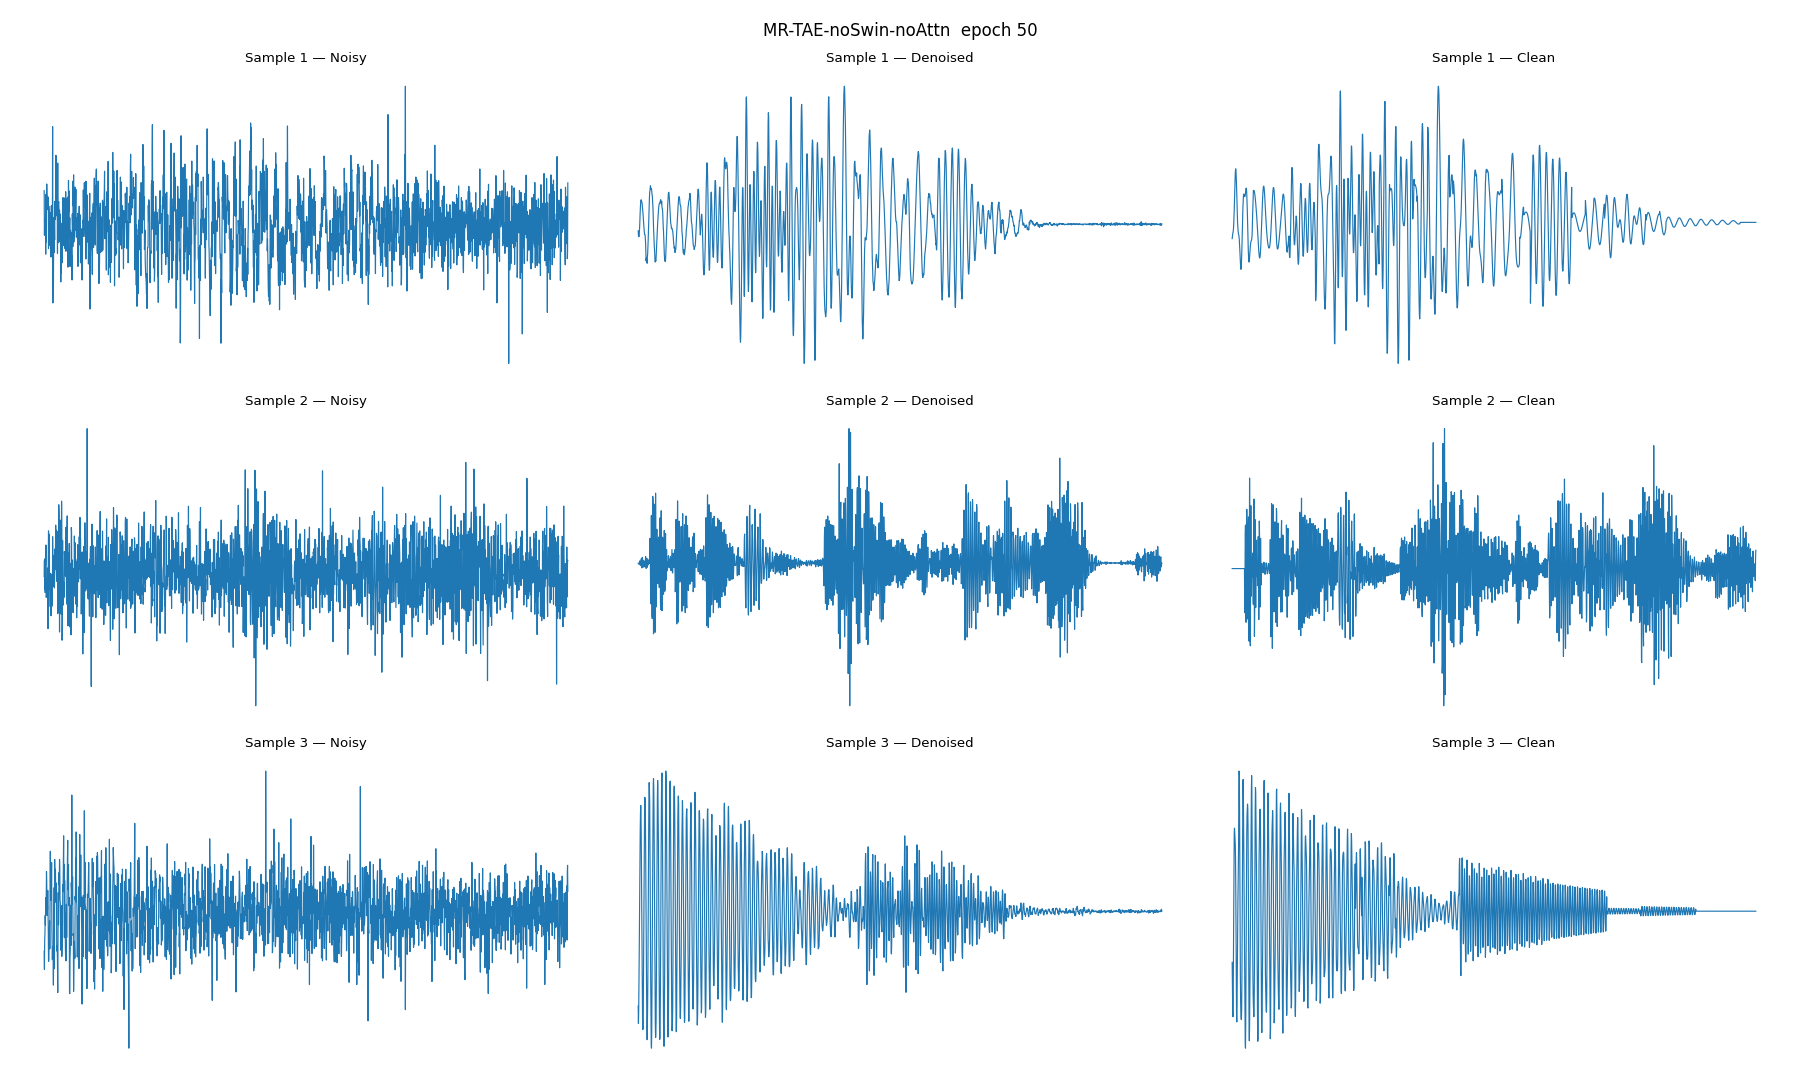 MR-TAE-noSwin-noAttn  epoch 50
Sample 1 — Noisy
Sample 1 — Denoised
Sample 1 — Clean
Sample 2 — Noisy
Sample 2 — Denoised
Sample 2 — Clean
Sample 3 — Noisy
Sample 3 — Denoised
Sample 3 — Clean